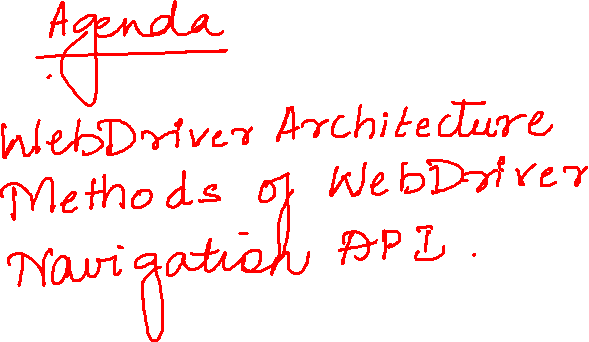 Agenda
WebDriver Architecture
Methods of WebDriver
Navigation API.